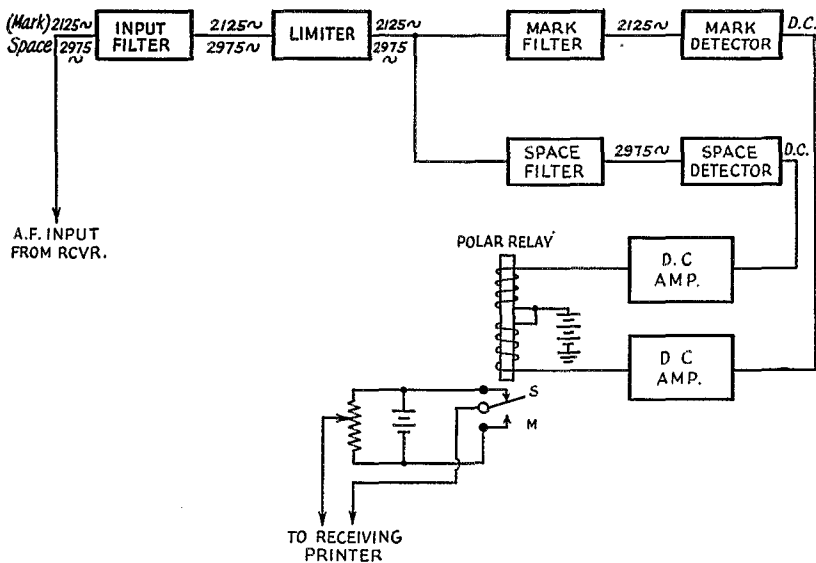 (Mark) 2125~
Space 2975
~
INPUT
FILTER
2125~
2975~
LIMITER
2125~
2975
~
MARK
FILTER
2125~
MARK
DETECTOR
D.C.
SPACE
FILTER
2975~
SPACE
DETECTOR
D.C.
A.F. INPUT
FROM RCVR.
POLAR RELAY
D.C
AMP.
D C
AMP.
S
M
TO RECEIVING
PRINTER